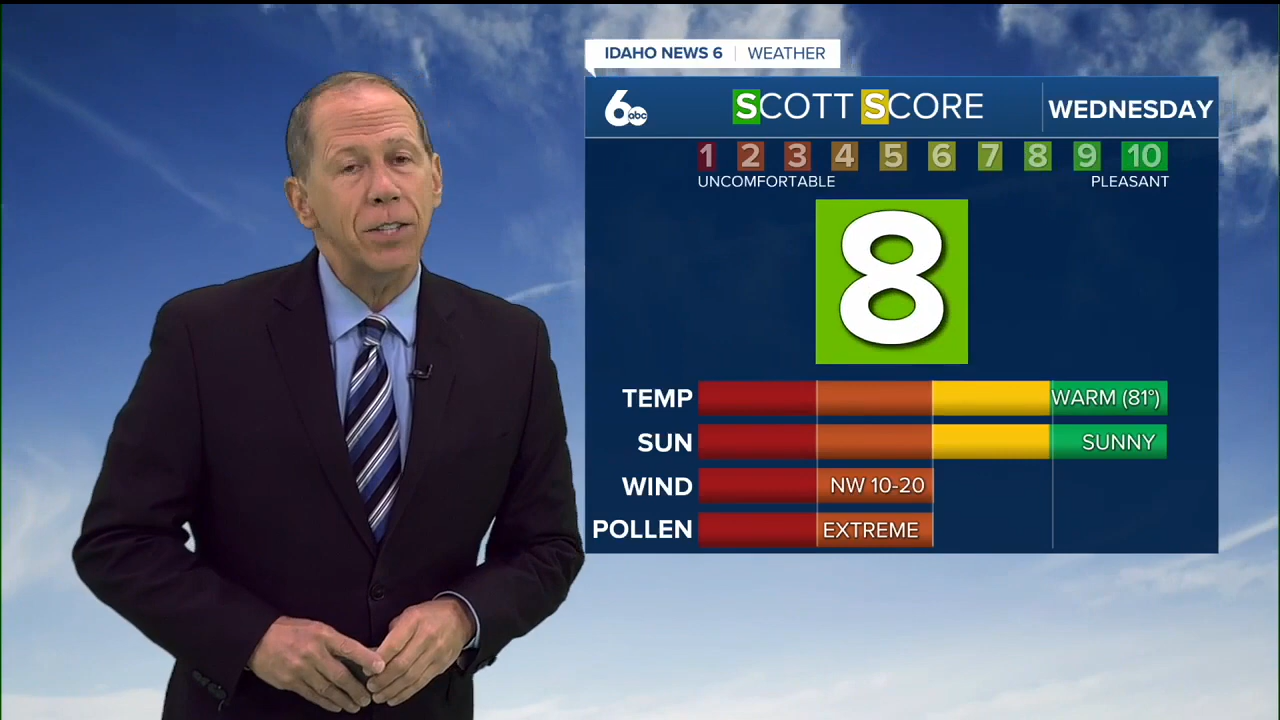 IDAHO NEWS 6 | WEATHER
6 abc SCOTT SCORE WEDNESDAY
1 2 3 4 5 6 7 8 9 10
UNCOMFORTABLE PLEASANT
8
TEMP WARM (81°)
SUN SUNNY
WIND NW 10-20
POLLEN EXTREME